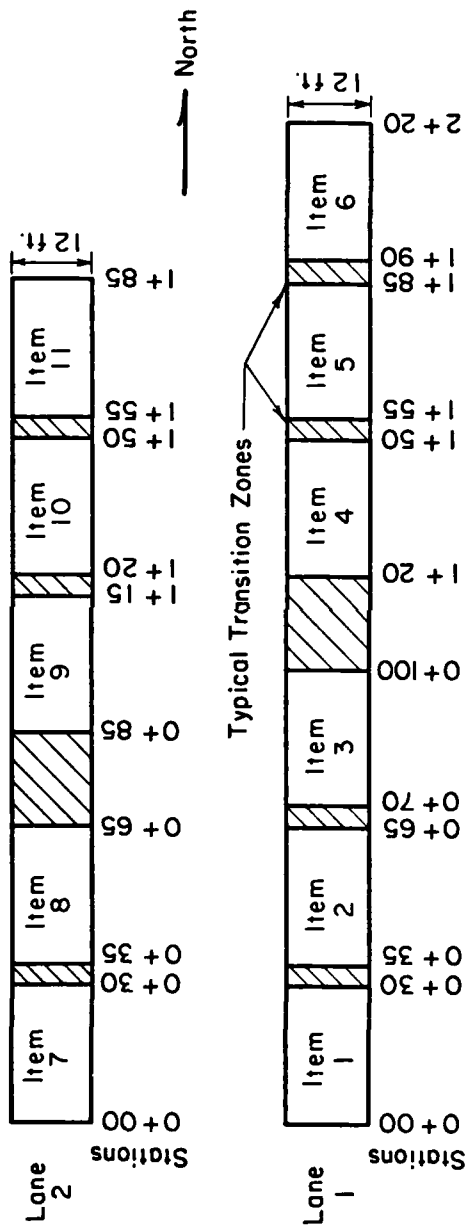 Lane
2
Stations
Item
7
Item
8
Item
9
Item
10
Item
11
12 ft.
0 + 00
0 + 30
0 + 35
0 + 65
0 + 85
1 + 15
1 + 20
1 + 50
1 + 55
1 + 85
North
Typical Transition Zones
Lane
1
Stations
Item
1
Item
2
Item
3
Item
4
Item
5
Item
6
12 ft.
0 + 00
0 + 30
0 + 35
0 + 65
0 + 70
0 + 100
1 + 20
1 + 50
1 + 55
1 + 85
1 + 90
2 + 20